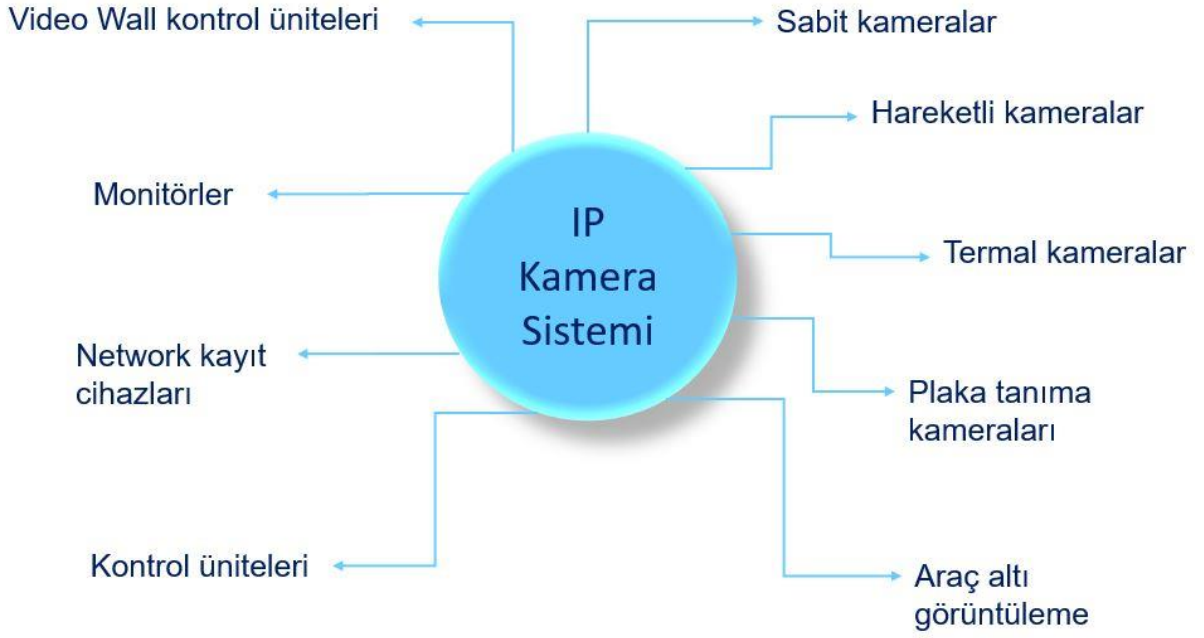 Video Wall kontrol üniteleri
Sabit kameralar
Hareketli kameralar
Monitörler
IP
Kamera
Sistemi
Termal kameralar
Network kayıt
cihazları
Plaka tanıma
kameraları
Kontrol üniteleri
Araç altı
görüntüleme